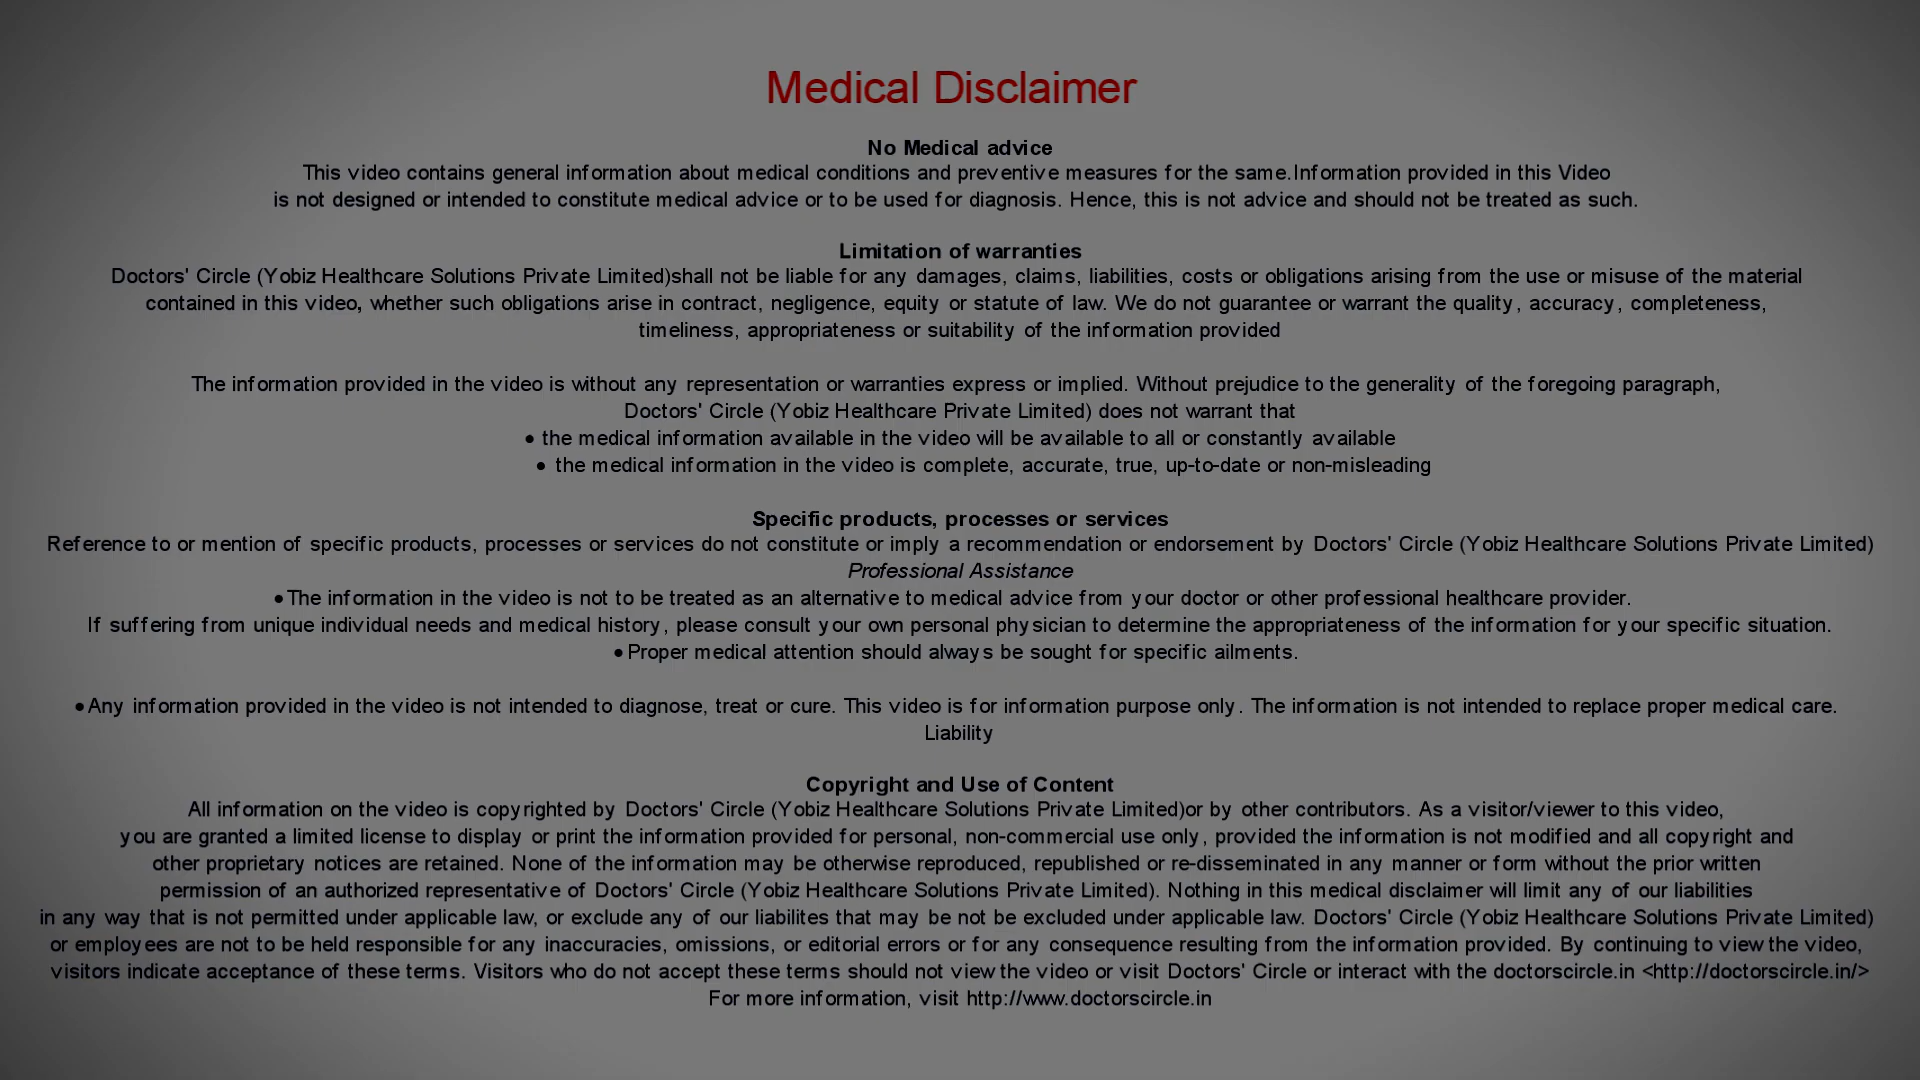 Medical Disclaimer
No Medical advice
This video contains general information about medical conditions and preventive measures for the same.Information provided in this Video
is not designed or intended to constitute medical advice or to be used for diagnosis. Hence, this is not advice and should not be treated as such.
Limitation of warranties
Doctors' Circle (Yobiz Healthcare Solutions Private Limited)shall not be liable for any damages, claims, liabilities, costs or obligations arising from the use or misuse of the material
contained in this video, whether such obligations arise in contract, negligence, equity or statute of law. We do not guarantee or warrant the quality, accuracy, completeness,
timeliness, appropriateness or suitability of the information provided
The information provided in the video is without any representation or warranties express or implied. Without prejudice to the generality of the foregoing paragraph,
Doctors' Circle (Yobiz Healthcare Private Limited) does not warrant that
● the medical information available in the video will be available to all or constantly available
● the medical information in the video is complete, accurate, true, up-to-date or non-misleading
Specific products, processes or services
Reference to or mention of specific products, processes or services do not constitute or imply a recommendation or endorsement by Doctors' Circle (Yobiz Healthcare Solutions Private Limited)
Professional Assistance
●The information in the video is not to be treated as an alternative to medical advice from your doctor or other professional healthcare provider.
If suffering from unique individual needs and medical history, please consult your own personal physician to determine the appropriateness of the information for your specific situation.
●Proper medical attention should always be sought for specific ailments.
●Any information provided in the video is not intended to diagnose, treat or cure. This video is for information purpose only. The information is not intended to replace proper medical care.
Liability
Copyright and Use of Content
All information on the video is copyrighted by Doctors' Circle (Yobiz Healthcare Solutions Private Limited)or by other contributors. As a visitor/viewer to this video,
you are granted a limited license to display or print the information provided for personal, non-commercial use only, provided the information is not modified and all copyright and
other proprietary notices are retained. None of the information may be otherwise reproduced, republished or re-disseminated in any manner or form without the prior written
permission of an authorized representative of Doctors' Circle (Yobiz Healthcare Solutions Private Limited). Nothing in this medical disclaimer will limit any of our liabilities
in any way that is not permitted under applicable law, or exclude any of our liabilites that may be not be excluded under applicable law. Doctors' Circle (Yobiz Healthcare Solutions Private Limited)
or employees are not to be held responsible for any inaccuracies, omissions, or editorial errors or for any consequence resulting from the information provided. By continuing to view the video,
visitors indicate acceptance of these terms. Visitors who do not accept these terms should not view the video or visit Doctors' Circle or interact with the doctorscircle.in <http://doctorscircle.in/>
For more information, visit http://www.doctorscircle.in